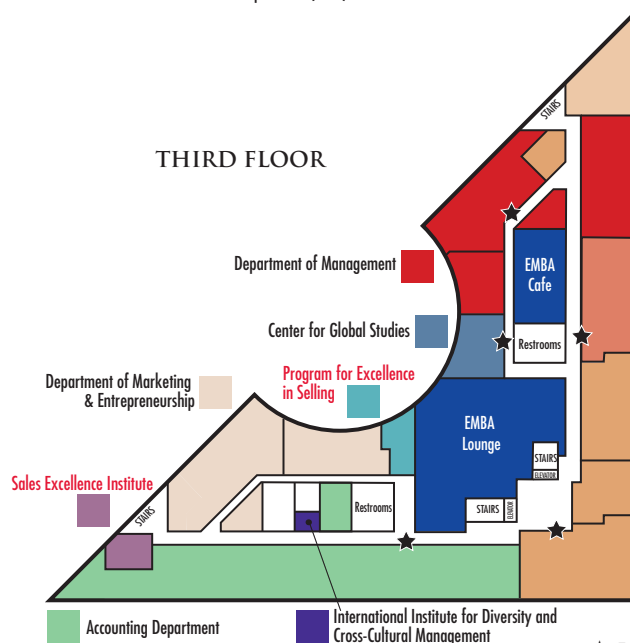 STAIRS
THIRD FLOOR
Department of Management
EMBA
Cafe
Center for Global Studies
Restrooms
Program for Excellence
in Selling
Department of Marketing
& Entrepreneurship
EMBA
Lounge
STAIRS
ELEVATOR
Sales Excellence Institute
STAIRS
Restrooms
STAIRS
ELEVATOR
Accounting Department
International Institute for Diversity and
Cross-Cultural Management